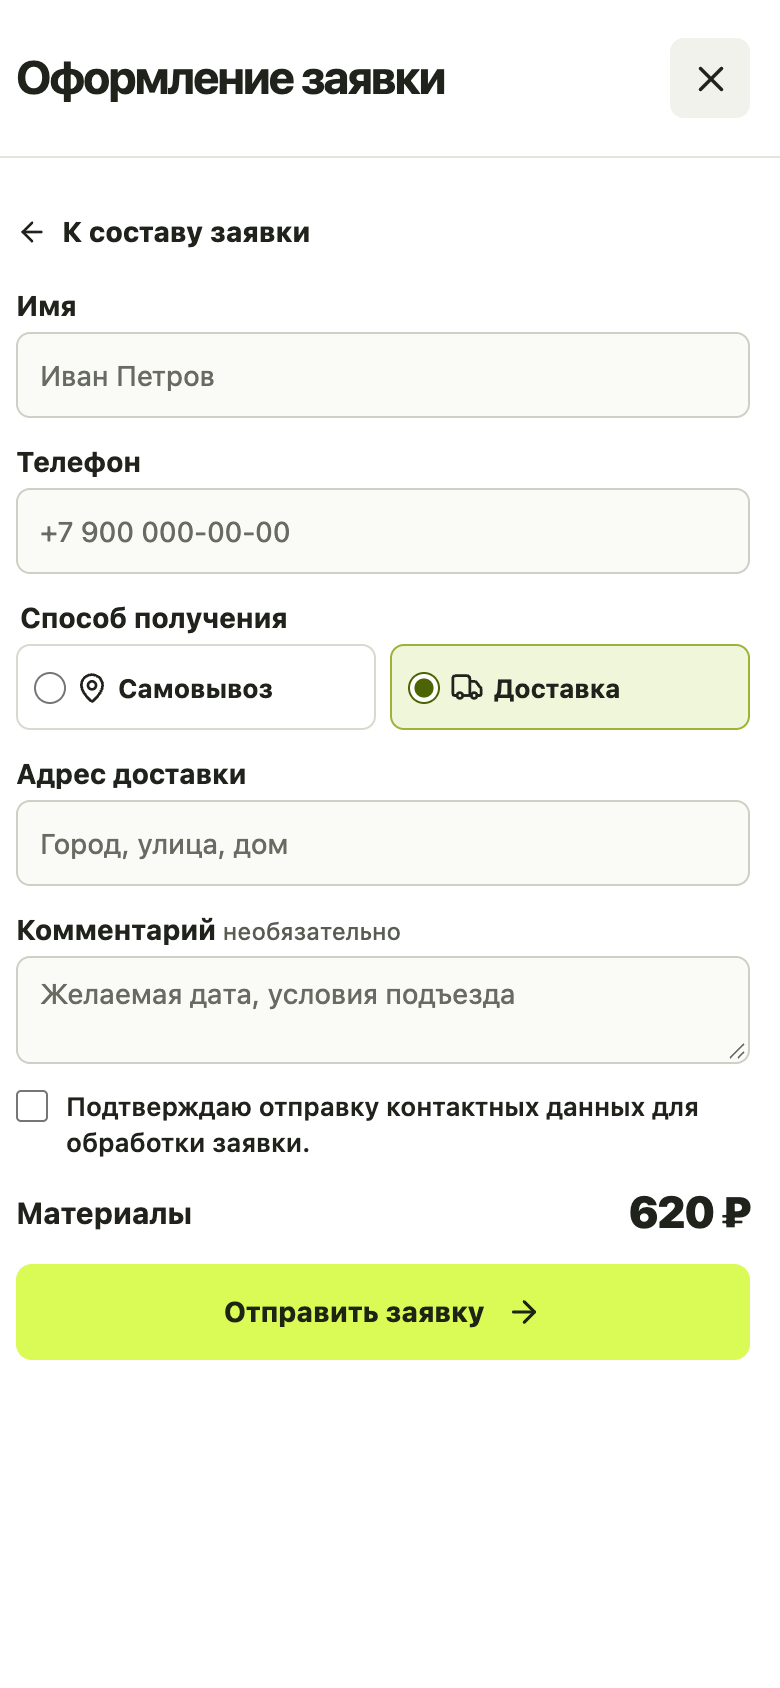 Оформление заявки
К составу заявки
Имя
Иван Петров
Телефон
+7 900 000-00-00
Способ получения
Самовывоз
Доставка
Адрес доставки
Город, улица, дом
Комментарий необязательно
Желаемая дата, условия подъезда
Подтверждаю отправку контактных данных для
обработки заявки.
Материалы 620 ₽
Отправить заявку